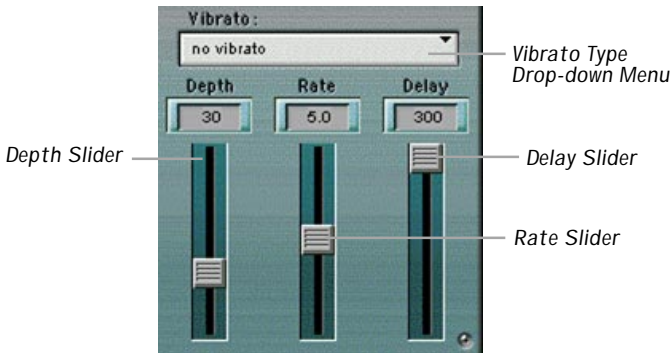 Vibrato:
no vibrato
Vibrato Type
Drop-down Menu
Depth Rate Delay
30 5.0 300
Depth Slider
Delay Slider
Rate Slider